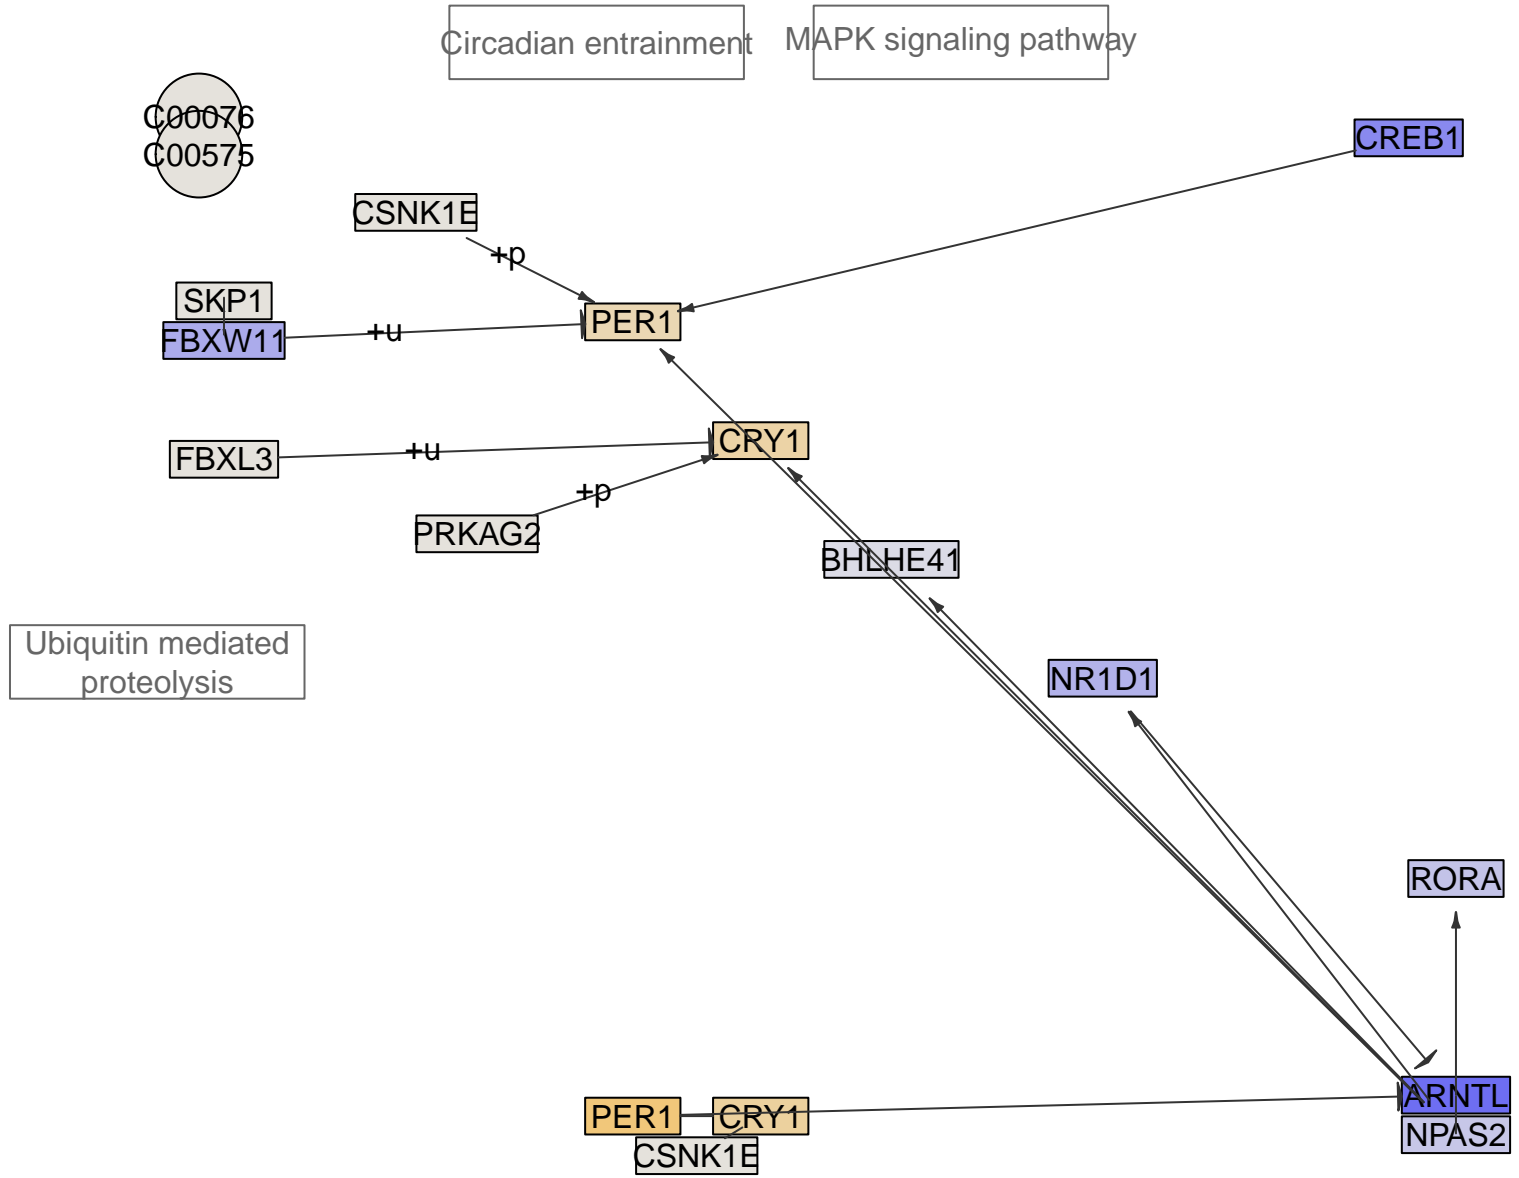 Circadian entrainment
MAPK signaling pathway
C00076
C00575
CREB1
CSNK1E
+p
SKP1
FBXW11
+u
PER1
FBXL3
+u
CRY1
+p
PRKAG2
BHLHE41
Ubiquitin mediated
proteolysis
NR1D1
RORA
ARNTL
NPAS2
PER1
CRY1
CSNK1E